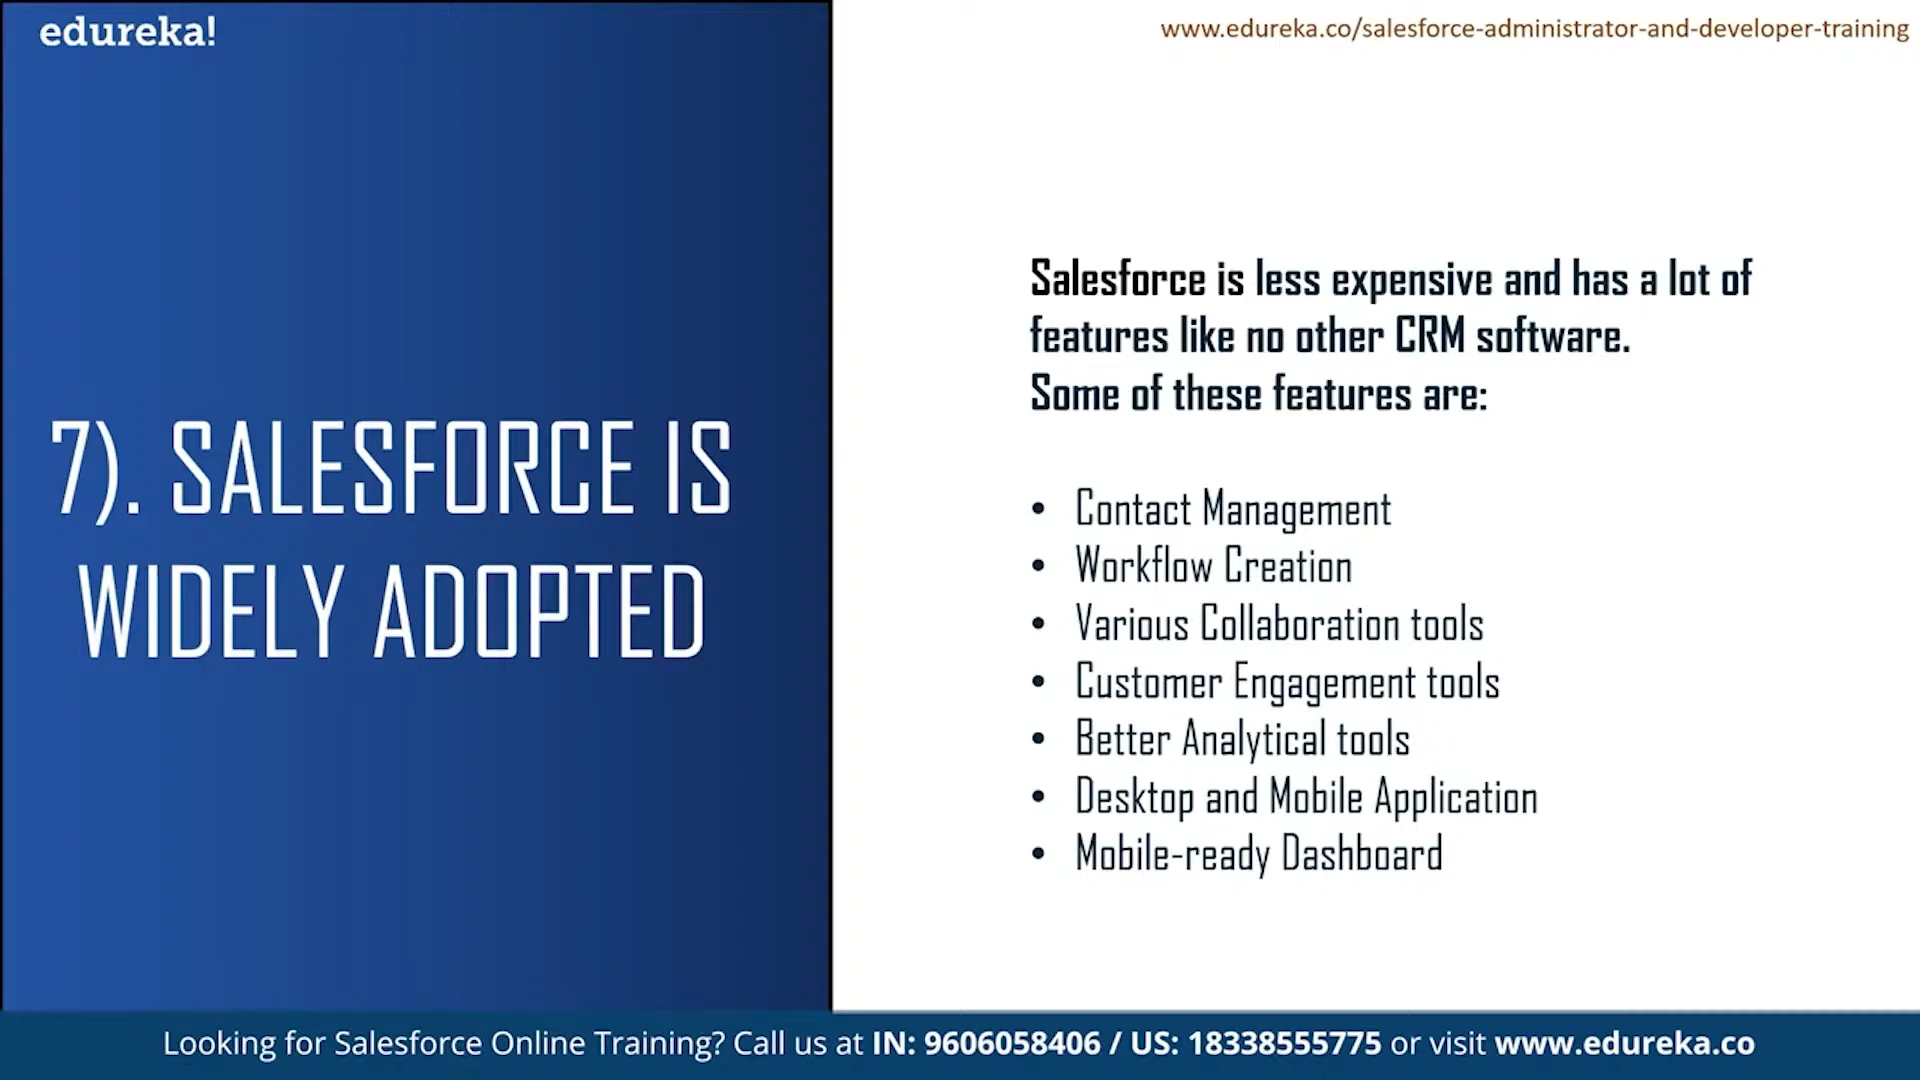 edureka!
www.edureka.co/salesforce-administrator-and-developer-training
7). SALESFORCE IS
WIDELY ADOPTED
Salesforce is less expensive and has a lot of
features like no other CRM software.
Some of these features are:
• Contact Management
• Workflow Creation
• Various Collaboration tools
• Customer Engagement tools
• Better Analytical tools
• Desktop and Mobile Application
• Mobile-ready Dashboard
Looking for Salesforce Online Training? Call us at IN: 9606058406 / US: 18338555775 or visit www.edureka.co